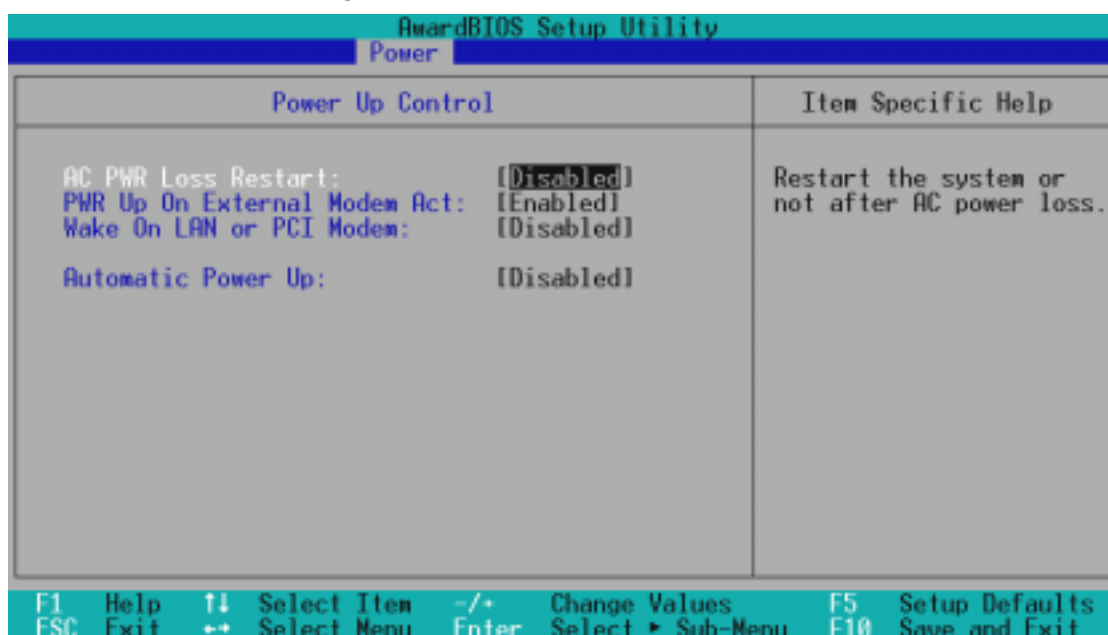 AwardBIOS Setup Utility
Power
Power Up Control
Item Specific Help
AC PWR Loss Restart: [Disabled]
PWR Up On External Modem Act: [Enabled]
Wake On LAN or PCI Modem: [Disabled]
Automatic Power Up: [Disabled]
Restart the system or
not after AC power loss.
F1 Help ↑↓ Select Item -/+ Change Values F5 Setup Defaults
ESC Exit ←→ Select Menu Enter Select ► Sub-Menu F10 Save and Exit